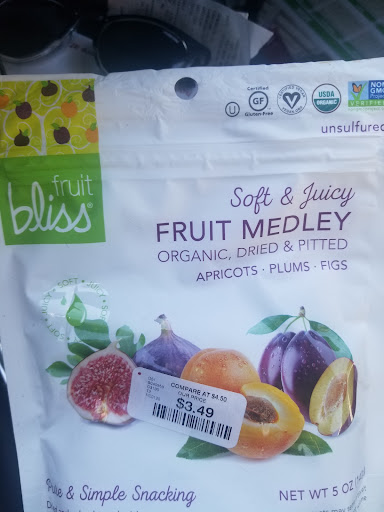 Certified
GF
Gluten-Free
U
V
USDA
ORGANIC
NON
GMO
Project
VERIFIED
unsulfured
fruit
bliss®
Soft & Juicy
FRUIT MEDLEY
ORGANIC, DRIED & PITTED
APRICOTS · PLUMS · FIGS
COMPARE AT $4.50
OUR PRICE
$3.49
Pure & Simple Snacking
NET WT 5 OZ